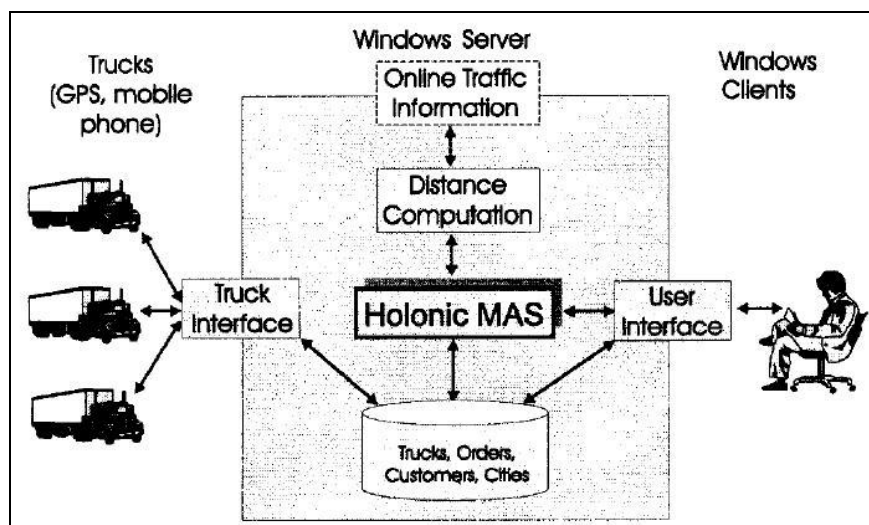 Windows Server
Trucks
(GPS, mobile
phone)
Online Traffic
Information
Windows
Clients
Distance
Computation
Truck
Interface
Holonic MAS
User
Interface
Trucks, Orders,
Customers, Cities